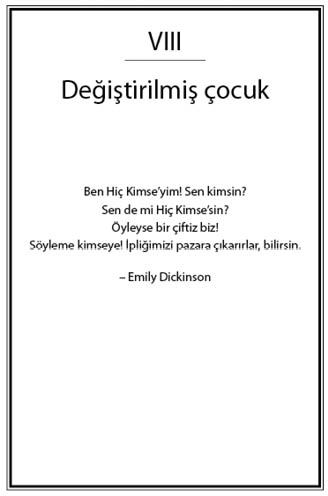 VIII
Değiştirilmiş çocuk
Ben Hiç Kimse'yim! Sen kimsin?
Sen de mi Hiç Kimse'sin?
Öyleyse bir çiftiz biz!
Söyleme kimseye! İpliğimizi pazara çıkarırlar, bilirsin.
– Emily Dickinson